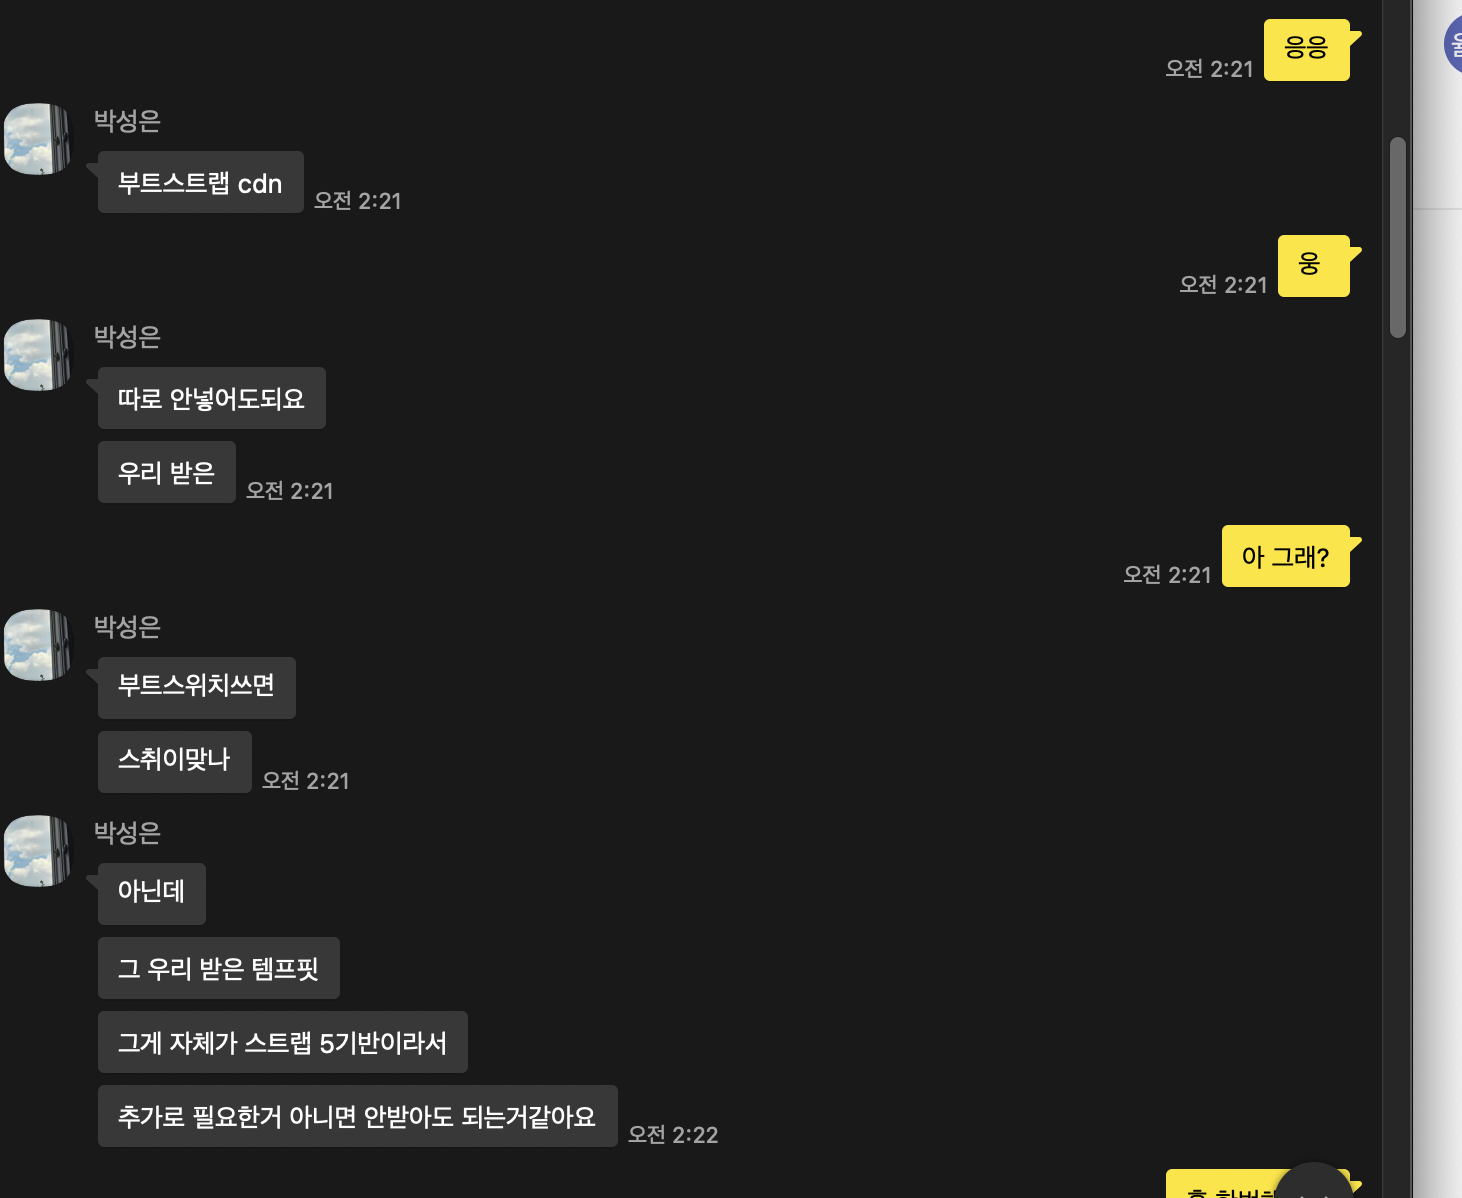 응응
오전 2:21
박성은
부트스트랩 cdn
오전 2:21
웅
오전 2:21
박성은
따로 안넣어도되요
우리 받은
오전 2:21
아 그래?
오전 2:21
박성은
부트스위치쓰면
스취이맞나
오전 2:21
박성은
아닌데
그 우리 받은 템프핏
그게 자체가 스트랩 5기반이라서
추가로 필요한거 아니면 안받아도 되는거같아요
오전 2:22